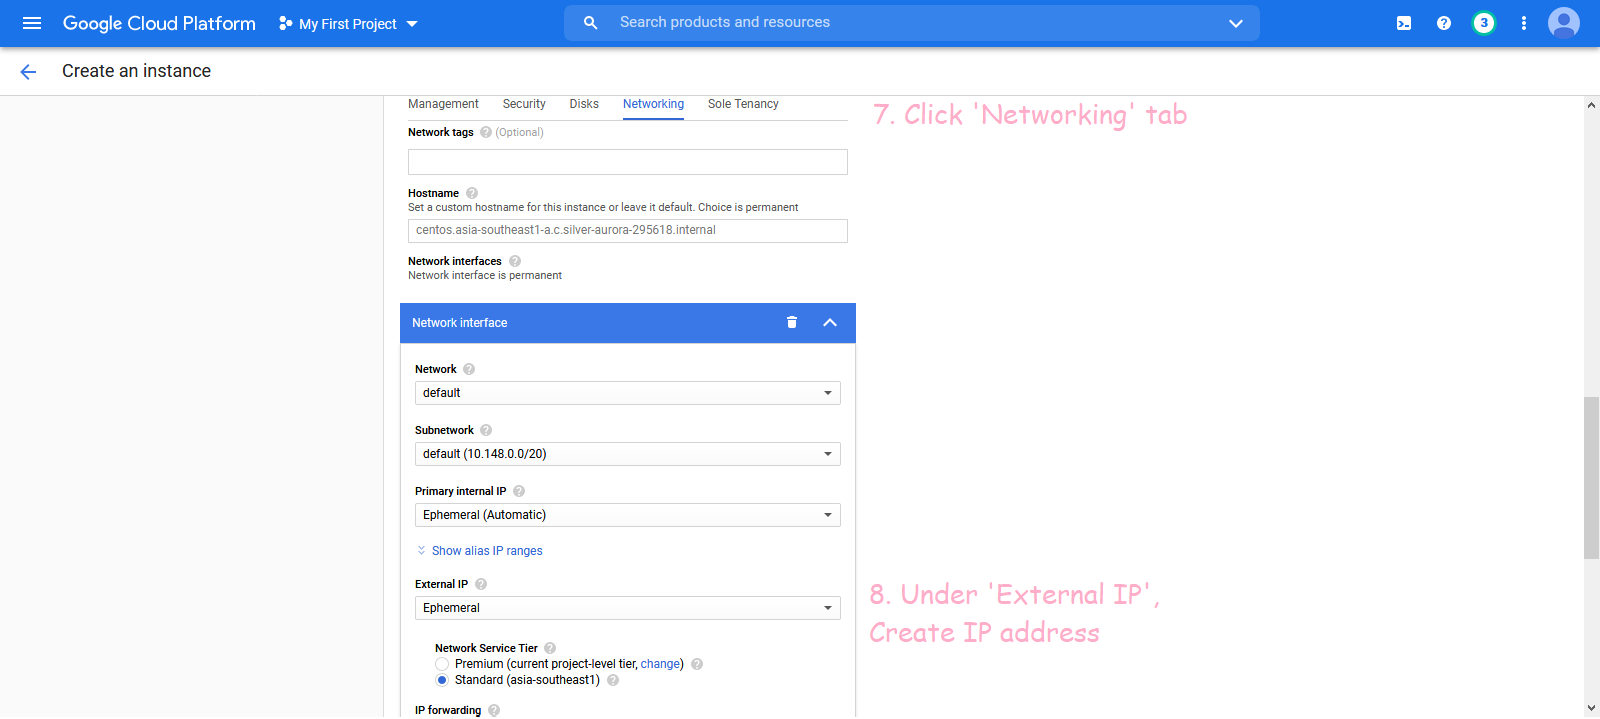 Google Cloud Platform My First Project Search products and resources 3
Create an instance
Management Security Disks Networking Sole Tenancy
7. Click 'Networking' tab
Network tags ? (Optional)
Hostname ?
Set a custom hostname for this instance or leave it default. Choice is permanent
centos.asia-southeast1-a.c.silver-aurora-295618.internal
Network interfaces ?
Network interface is permanent
Network interface
Network ?
default
Subnetwork ?
default (10.148.0.0/20)
Primary internal IP ?
Ephemeral (Automatic)
Show alias IP ranges
External IP ?
Ephemeral
8. Under 'External IP',
Create IP address
Network Service Tier ?
Premium (current project-level tier, change) ?
Standard (asia-southeast1) ?
IP forwarding ?